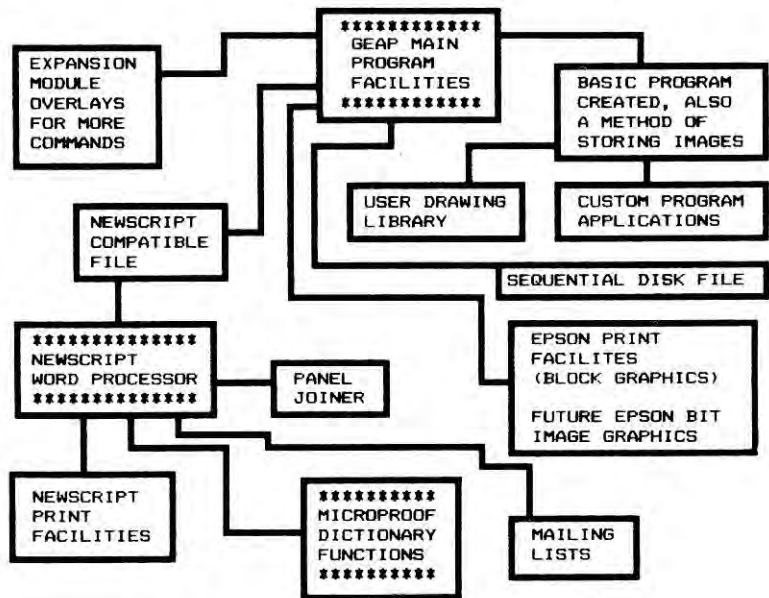 EXPANSION
MODULE
OVERLAYS
FOR MORE
COMMANDS
************
GEAP MAIN
PROGRAM
FACILITIES
************
BASIC PROGRAM
CREATED, ALSO
A METHOD OF
STORING IMAGES
USER DRAWING
LIBRARY
CUSTOM PROGRAM
APPLICATIONS
NEWSCRIPT
COMPATIBLE
FILE
SEQUENTIAL DISK FILE
***************
NEWSCRIPT
WORD PROCESSOR
***************
PANEL
JOINER
EPSON PRINT
FACILITES
(BLOCK GRAPHICS)
FUTURE EPSON BIT
IMAGE GRAPHICS
NEWSCRIPT
PRINT
FACILITIES
**********
MICROPROOF
DICTIONARY
FUNCTIONS
**********
MAILING
LISTS